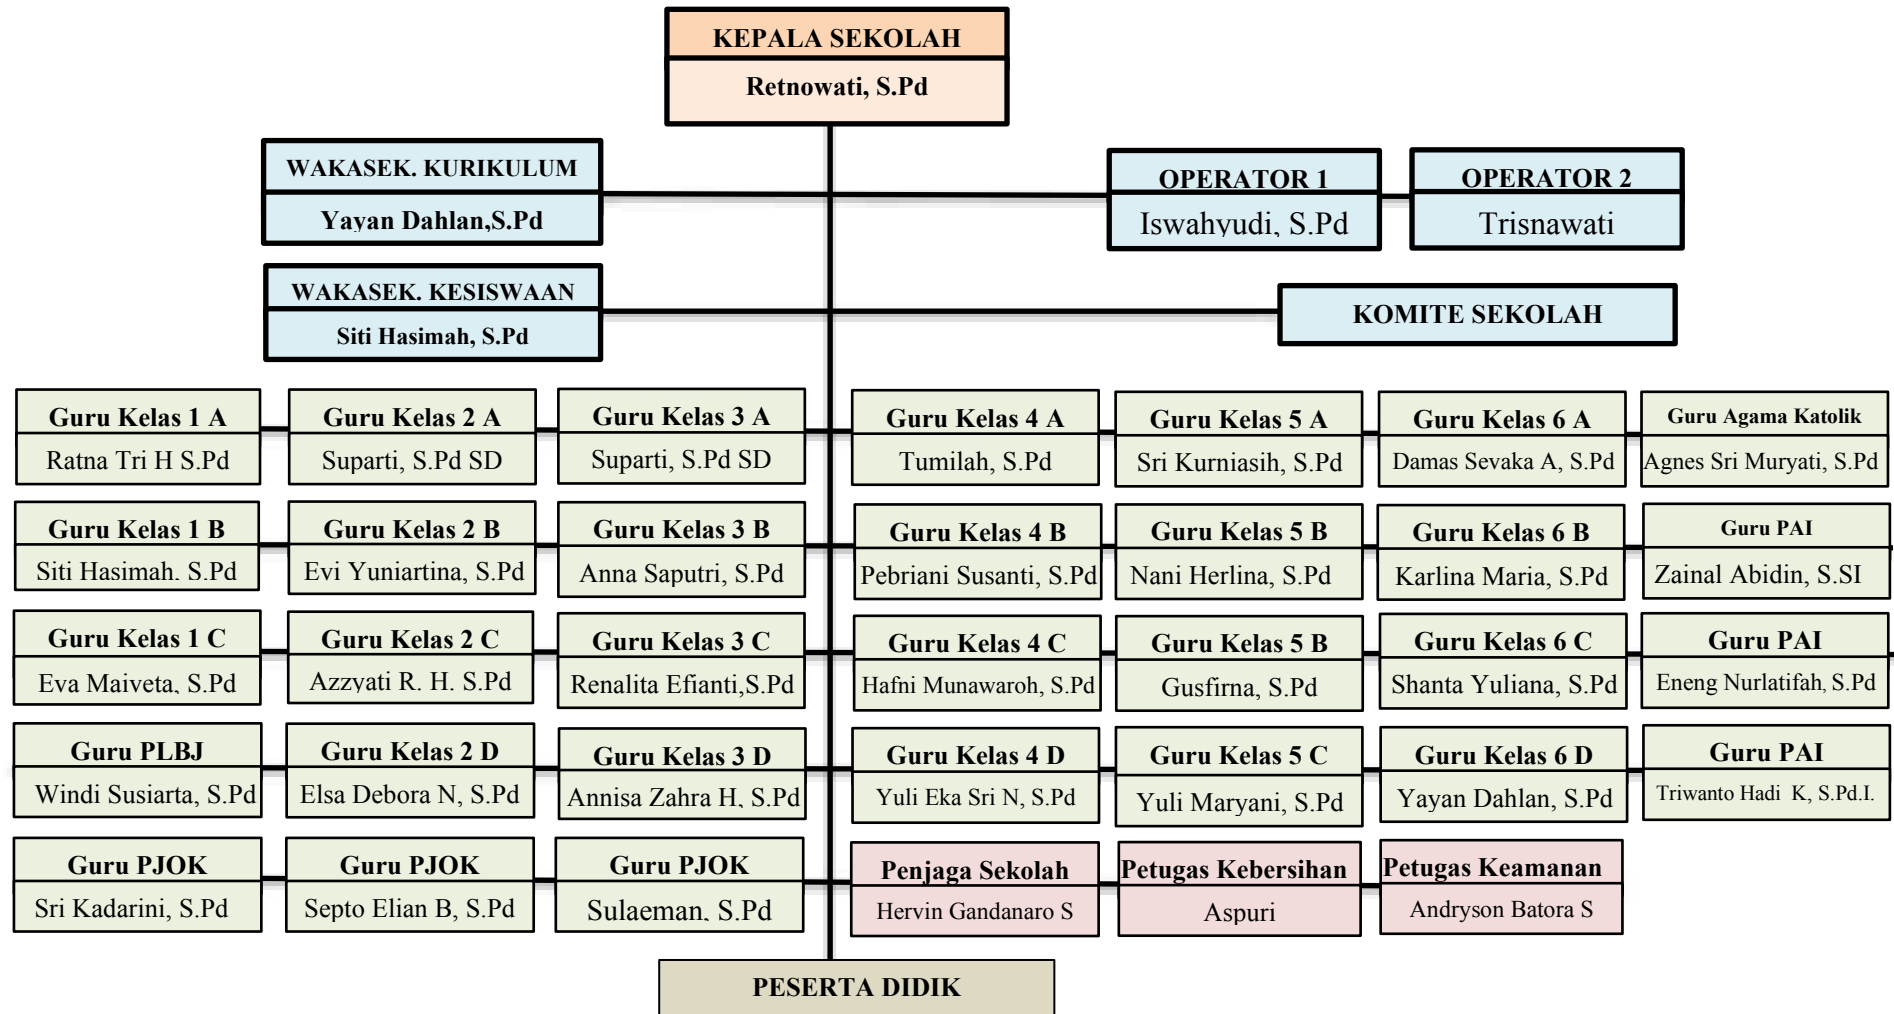 KEPALA SEKOLAH
Retnowati, S.Pd
WAKASEK. KURIKULUM
Yayan Dahlan,S.Pd
OPERATOR 1
Iswahyudi, S.Pd
OPERATOR 2
Trisnawati
WAKASEK. KESISWAAN
Siti Hasimah, S.Pd
KOMITE SEKOLAH
Guru Kelas 1 A
Ratna Tri H S.Pd
Guru Kelas 2 A
Suparti, S.Pd SD
Guru Kelas 3 A
Suparti, S.Pd SD
Guru Kelas 4 A
Tumilah, S.Pd
Guru Kelas 5 A
Sri Kurniasih, S.Pd
Guru Kelas 6 A
Damas Sevaka A, S.Pd
Guru Agama Katolik
Agnes Sri Muryati, S.Pd
Guru Kelas 1 B
Siti Hasimah. S.Pd
Guru Kelas 2 B
Evi Yuniartina, S.Pd
Guru Kelas 3 B
Anna Saputri, S.Pd
Guru Kelas 4 B
Pebriani Susanti, S.Pd
Guru Kelas 5 B
Nani Herlina, S.Pd
Guru Kelas 6 B
Karlina Maria, S.Pd
Guru PAI
Zainal Abidin, S.SI
Guru Kelas 1 C
Eva Maiveta, S.Pd
Guru Kelas 2 C
Azzyati R. H. S.Pd
Guru Kelas 3 C
Renalita Efianti,S.Pd
Guru Kelas 4 C
Hafni Munawaroh, S.Pd
Guru Kelas 5 B
Gusfirna, S.Pd
Guru Kelas 6 C
Shanta Yuliana, S.Pd
Guru PAI
Eneng Nurlatifah, S.Pd
Guru PLBJ
Windi Susiarta, S.Pd
Guru Kelas 2 D
Elsa Debora N, S.Pd
Guru Kelas 3 D
Annisa Zahra H, S.Pd
Guru Kelas 4 D
Yuli Eka Sri N, S.Pd
Guru Kelas 5 C
Yuli Maryani, S.Pd
Guru Kelas 6 D
Yayan Dahlan, S.Pd
Guru PAI
Triwanto Hadi K, S.Pd.I.
Guru PJOK
Sri Kadarini, S.Pd
Guru PJOK
Septo Elian B, S.Pd
Guru PJOK
Sulaeman, S.Pd
Penjaga Sekolah
Hervin Gandanaro S
Petugas Kebersihan
Aspuri
Petugas Keamanan
Andryson Batora S
PESERTA DIDIK